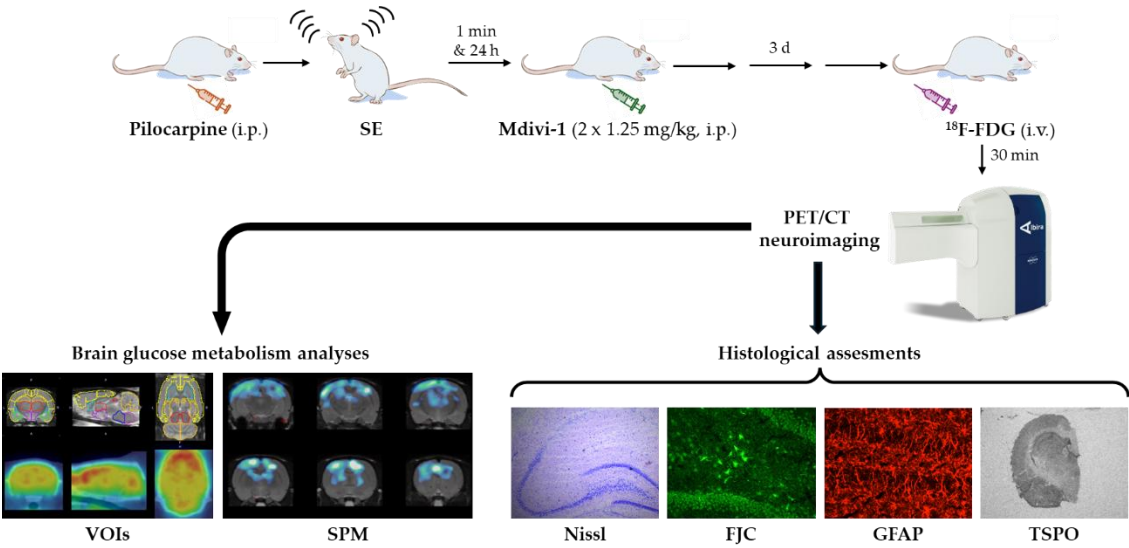 1 min
& 24 h
3 d
Pilocarpine (i.p.)
SE
Mdivi-1 (2 x 1.25 mg/kg, i.p.)
¹⁸F-FDG (i.v.)
30 min
PET/CT
neuroimaging
Albira
Brain glucose metabolism analyses
Histological assesments
VOIs
SPM
Nissl
FJC
GFAP
TSPO